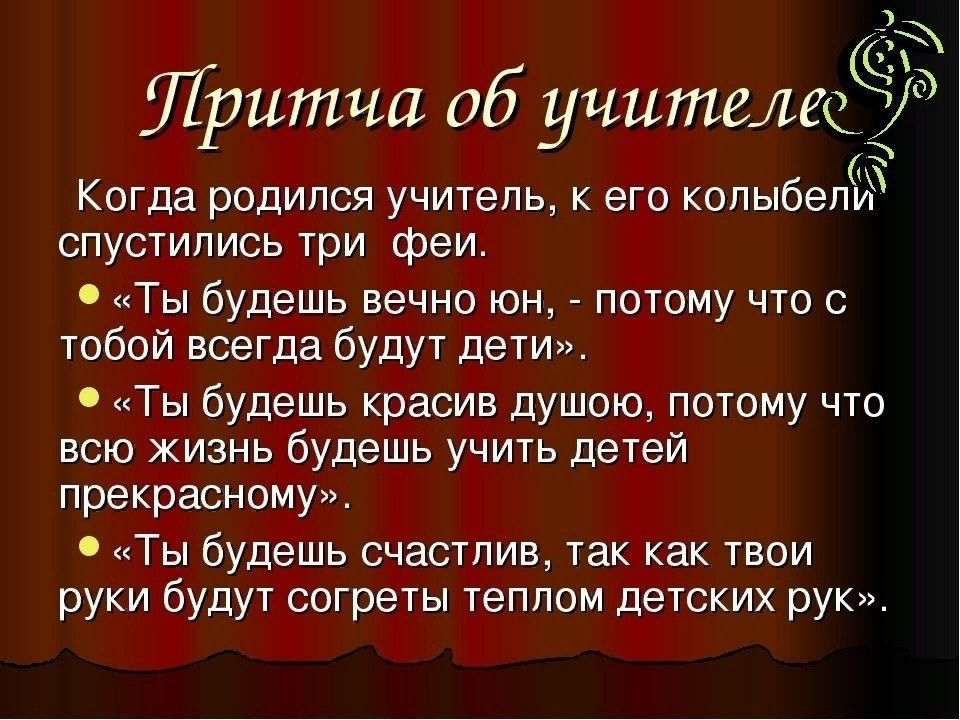 Притча об учителе
Когда родился учитель, к его колыбели
спустились три феи.
«Ты будешь вечно юн, - потому что с
тобой всегда будут дети».
«Ты будешь красив душою, потому что
всю жизнь будешь учить детей
прекрасному».
«Ты будешь счастлив, так как твои
руки будут согреты теплом детских рук».